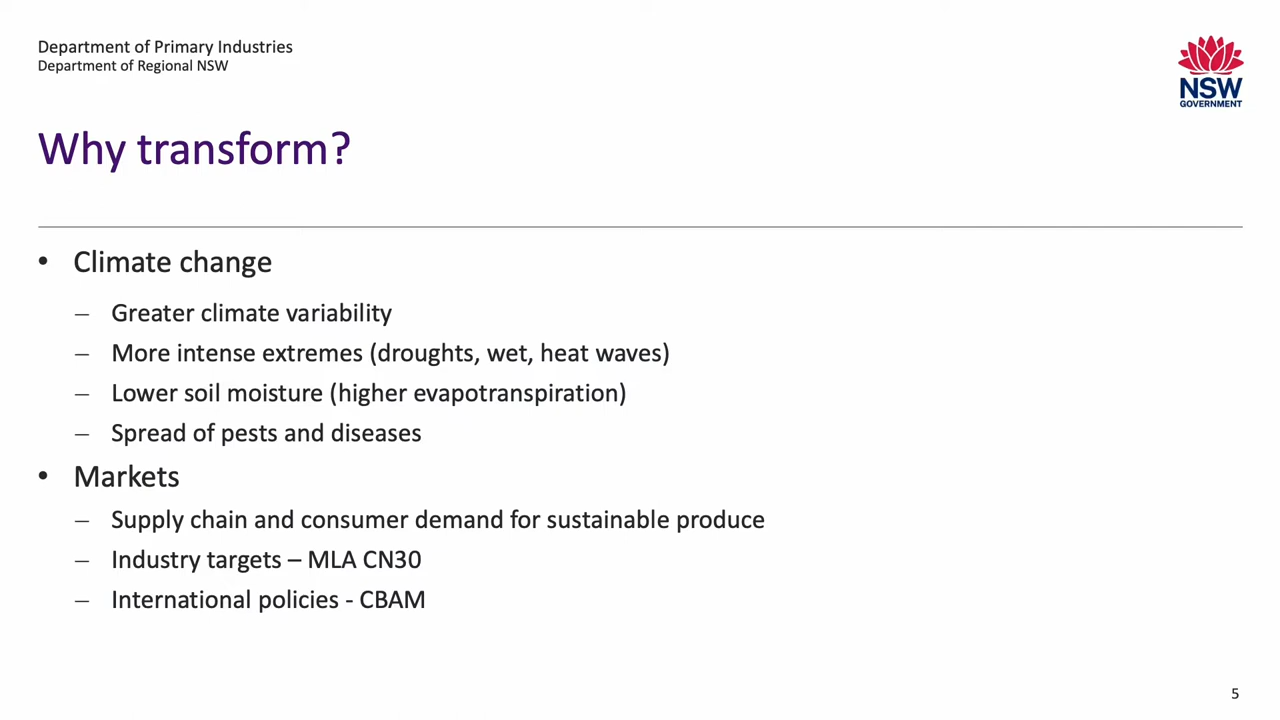 Department of Primary Industries
Department of Regional NSW
NSW
GOVERNMENT
Why transform?
• Climate change
– Greater climate variability
– More intense extremes (droughts, wet, heat waves)
– Lower soil moisture (higher evapotranspiration)
– Spread of pests and diseases
• Markets
– Supply chain and consumer demand for sustainable produce
– Industry targets – MLA CN30
– International policies - CBAM
5